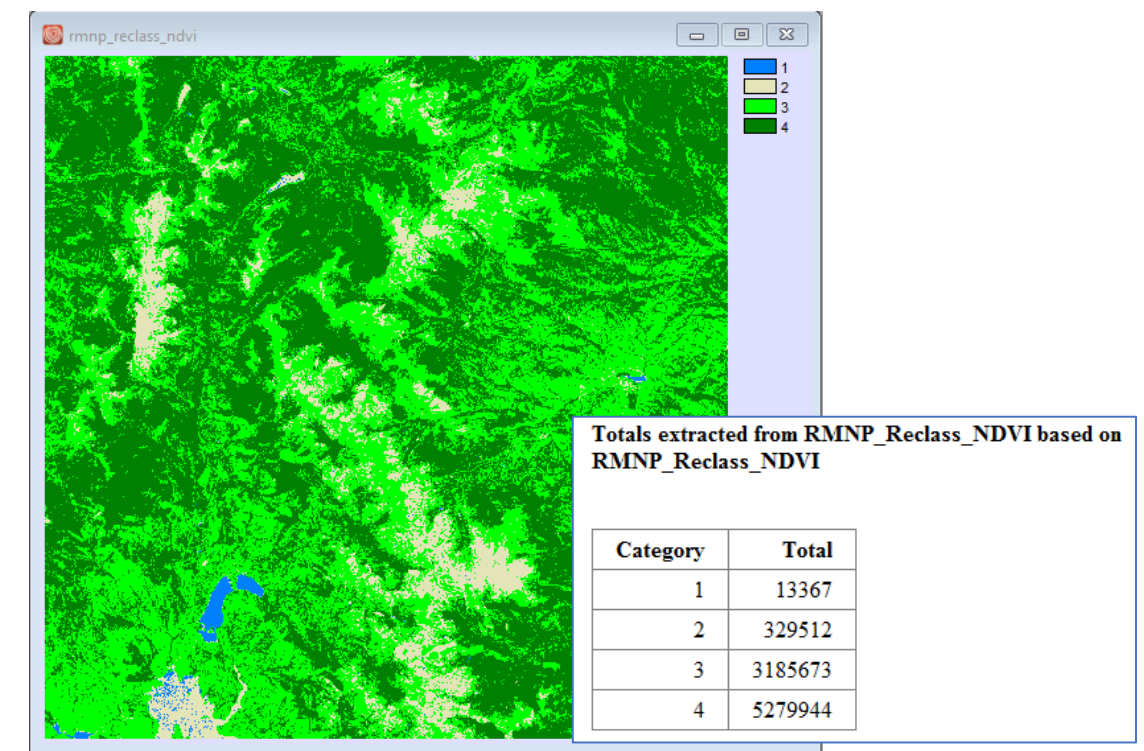 rmnp_reclass_ndvi
1
2
3
4
Totals extracted from RMNP_Reclass_NDVI based on
RMNP_Reclass_NDVI
Category Total
1 13367
2 329512
3 3185673
4 5279944